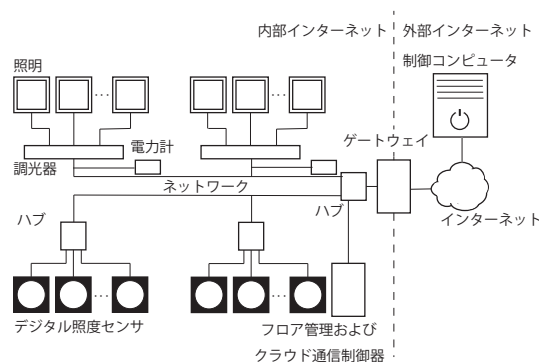 内部インターネット
外部インターネット
照明
制御コンピュータ
電力計
ゲートウェイ
調光器
ネットワーク
ハブ
ハブ
インターネット
デジタル照度センサ
フロア管理および
クラウド通信制御器